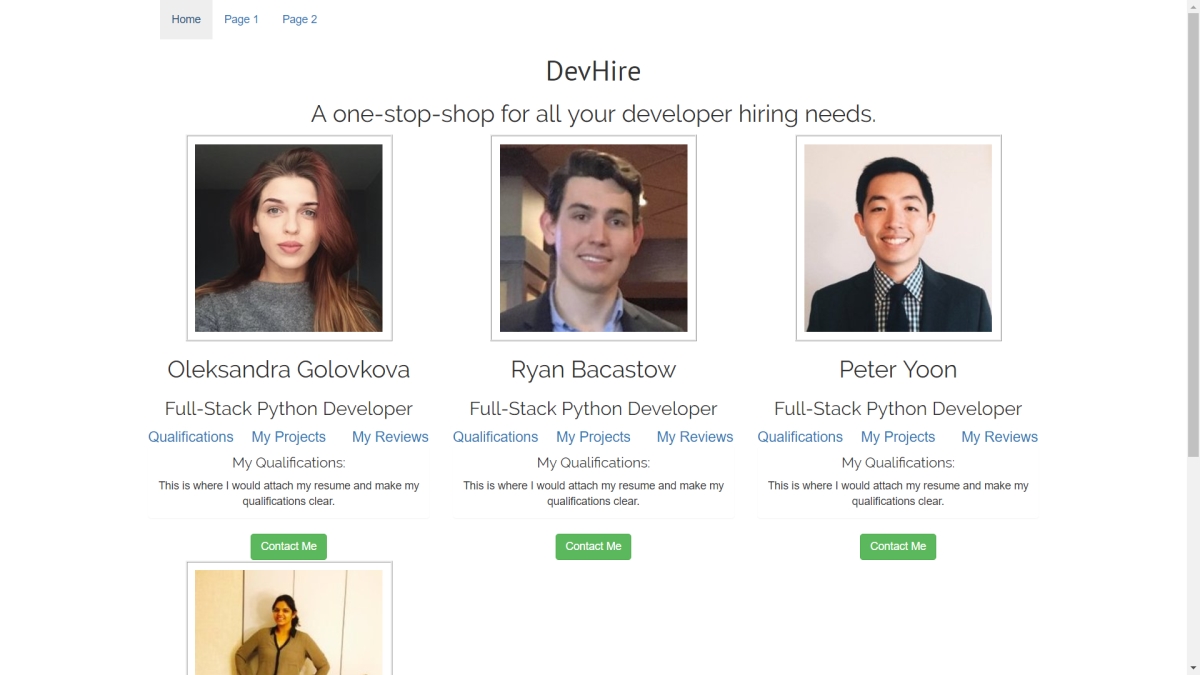 Home Page 1 Page 2
DevHire
A one-stop-shop for all your developer hiring needs.
Oleksandra Golovkova
Full-Stack Python Developer
Qualifications My Projects My Reviews
My Qualifications:
This is where I would attach my resume and make my
qualifications clear.
Contact Me
Ryan Bacastow
Full-Stack Python Developer
Qualifications My Projects My Reviews
My Qualifications:
This is where I would attach my resume and make my
qualifications clear.
Contact Me
Peter Yoon
Full-Stack Python Developer
Qualifications My Projects My Reviews
My Qualifications:
This is where I would attach my resume and make my
qualifications clear.
Contact Me